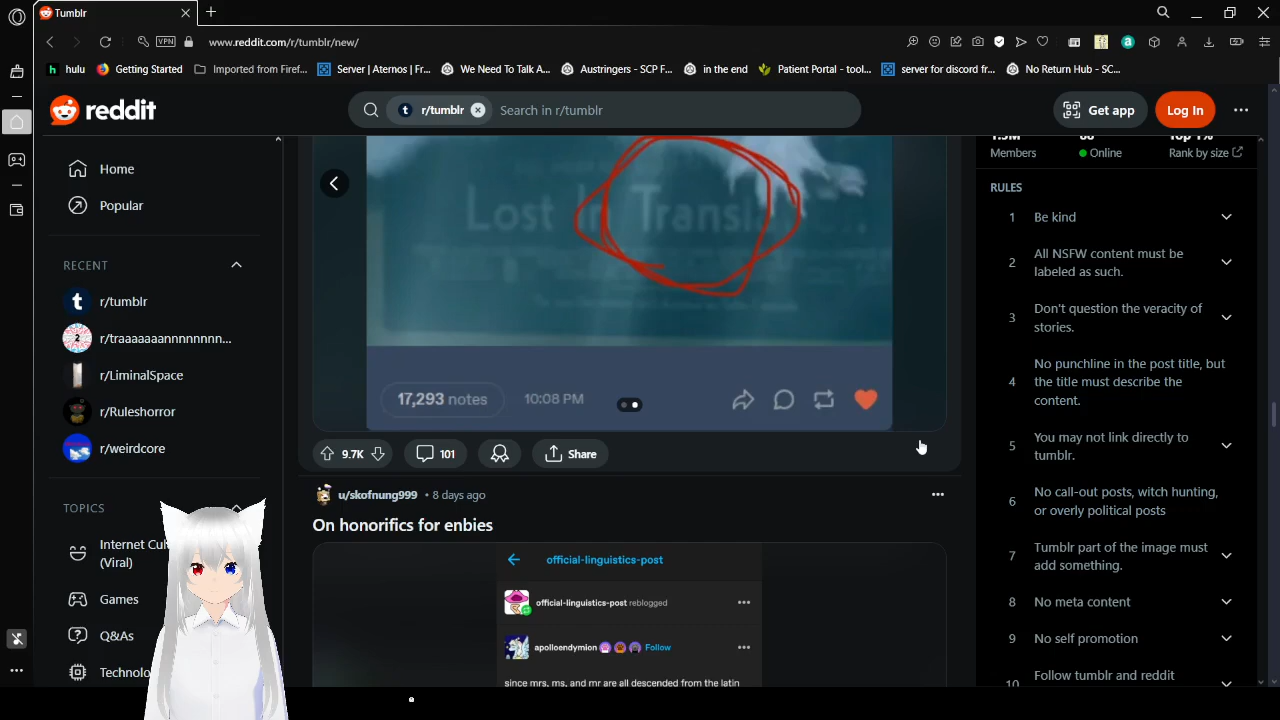 Tumblr
www.reddit.com/r/tumblr/new/
VPN
hulu
Getting Started
Imported from Firef...
Server | Aternos | Fr...
We Need To Talk A...
Austringers - SCP F...
in the end
Patient Portal - tool...
server for discord fr...
No Return Hub - SC...
reddit
r/tumblr
Search in r/tumblr
Get app
Log In
Home
Popular
RECENT
r/tumblr
r/traaaaaaannnnnnnn...
r/LiminalSpace
r/Ruleshorror
r/weirdcore
TOPICS
Internet Cul
(Viral)
Games
Q&As
Technolo
Lost In Transla
17,293 notes
10:08 PM
9.7K
101
Share
u/skofnung999 • 8 days ago
On honorifics for enbies
official-linguistics-post
official-linguistics-post reblogged
apolloendymion Follow
since mrs, ms, and mr are all descended from the latin
Members
Online
Top 1%
Rank by size
RULES
1 Be kind
2 All NSFW content must be
labeled as such.
3 Don't question the veracity of
stories.
4 No punchline in the post title, but
the title must describe the
content.
5 You may not link directly to
tumblr.
6 No call-out posts, witch hunting,
or overly political posts
7 Tumblr part of the image must
add something.
8 No meta content
9 No self promotion
10 Follow tumblr and reddit